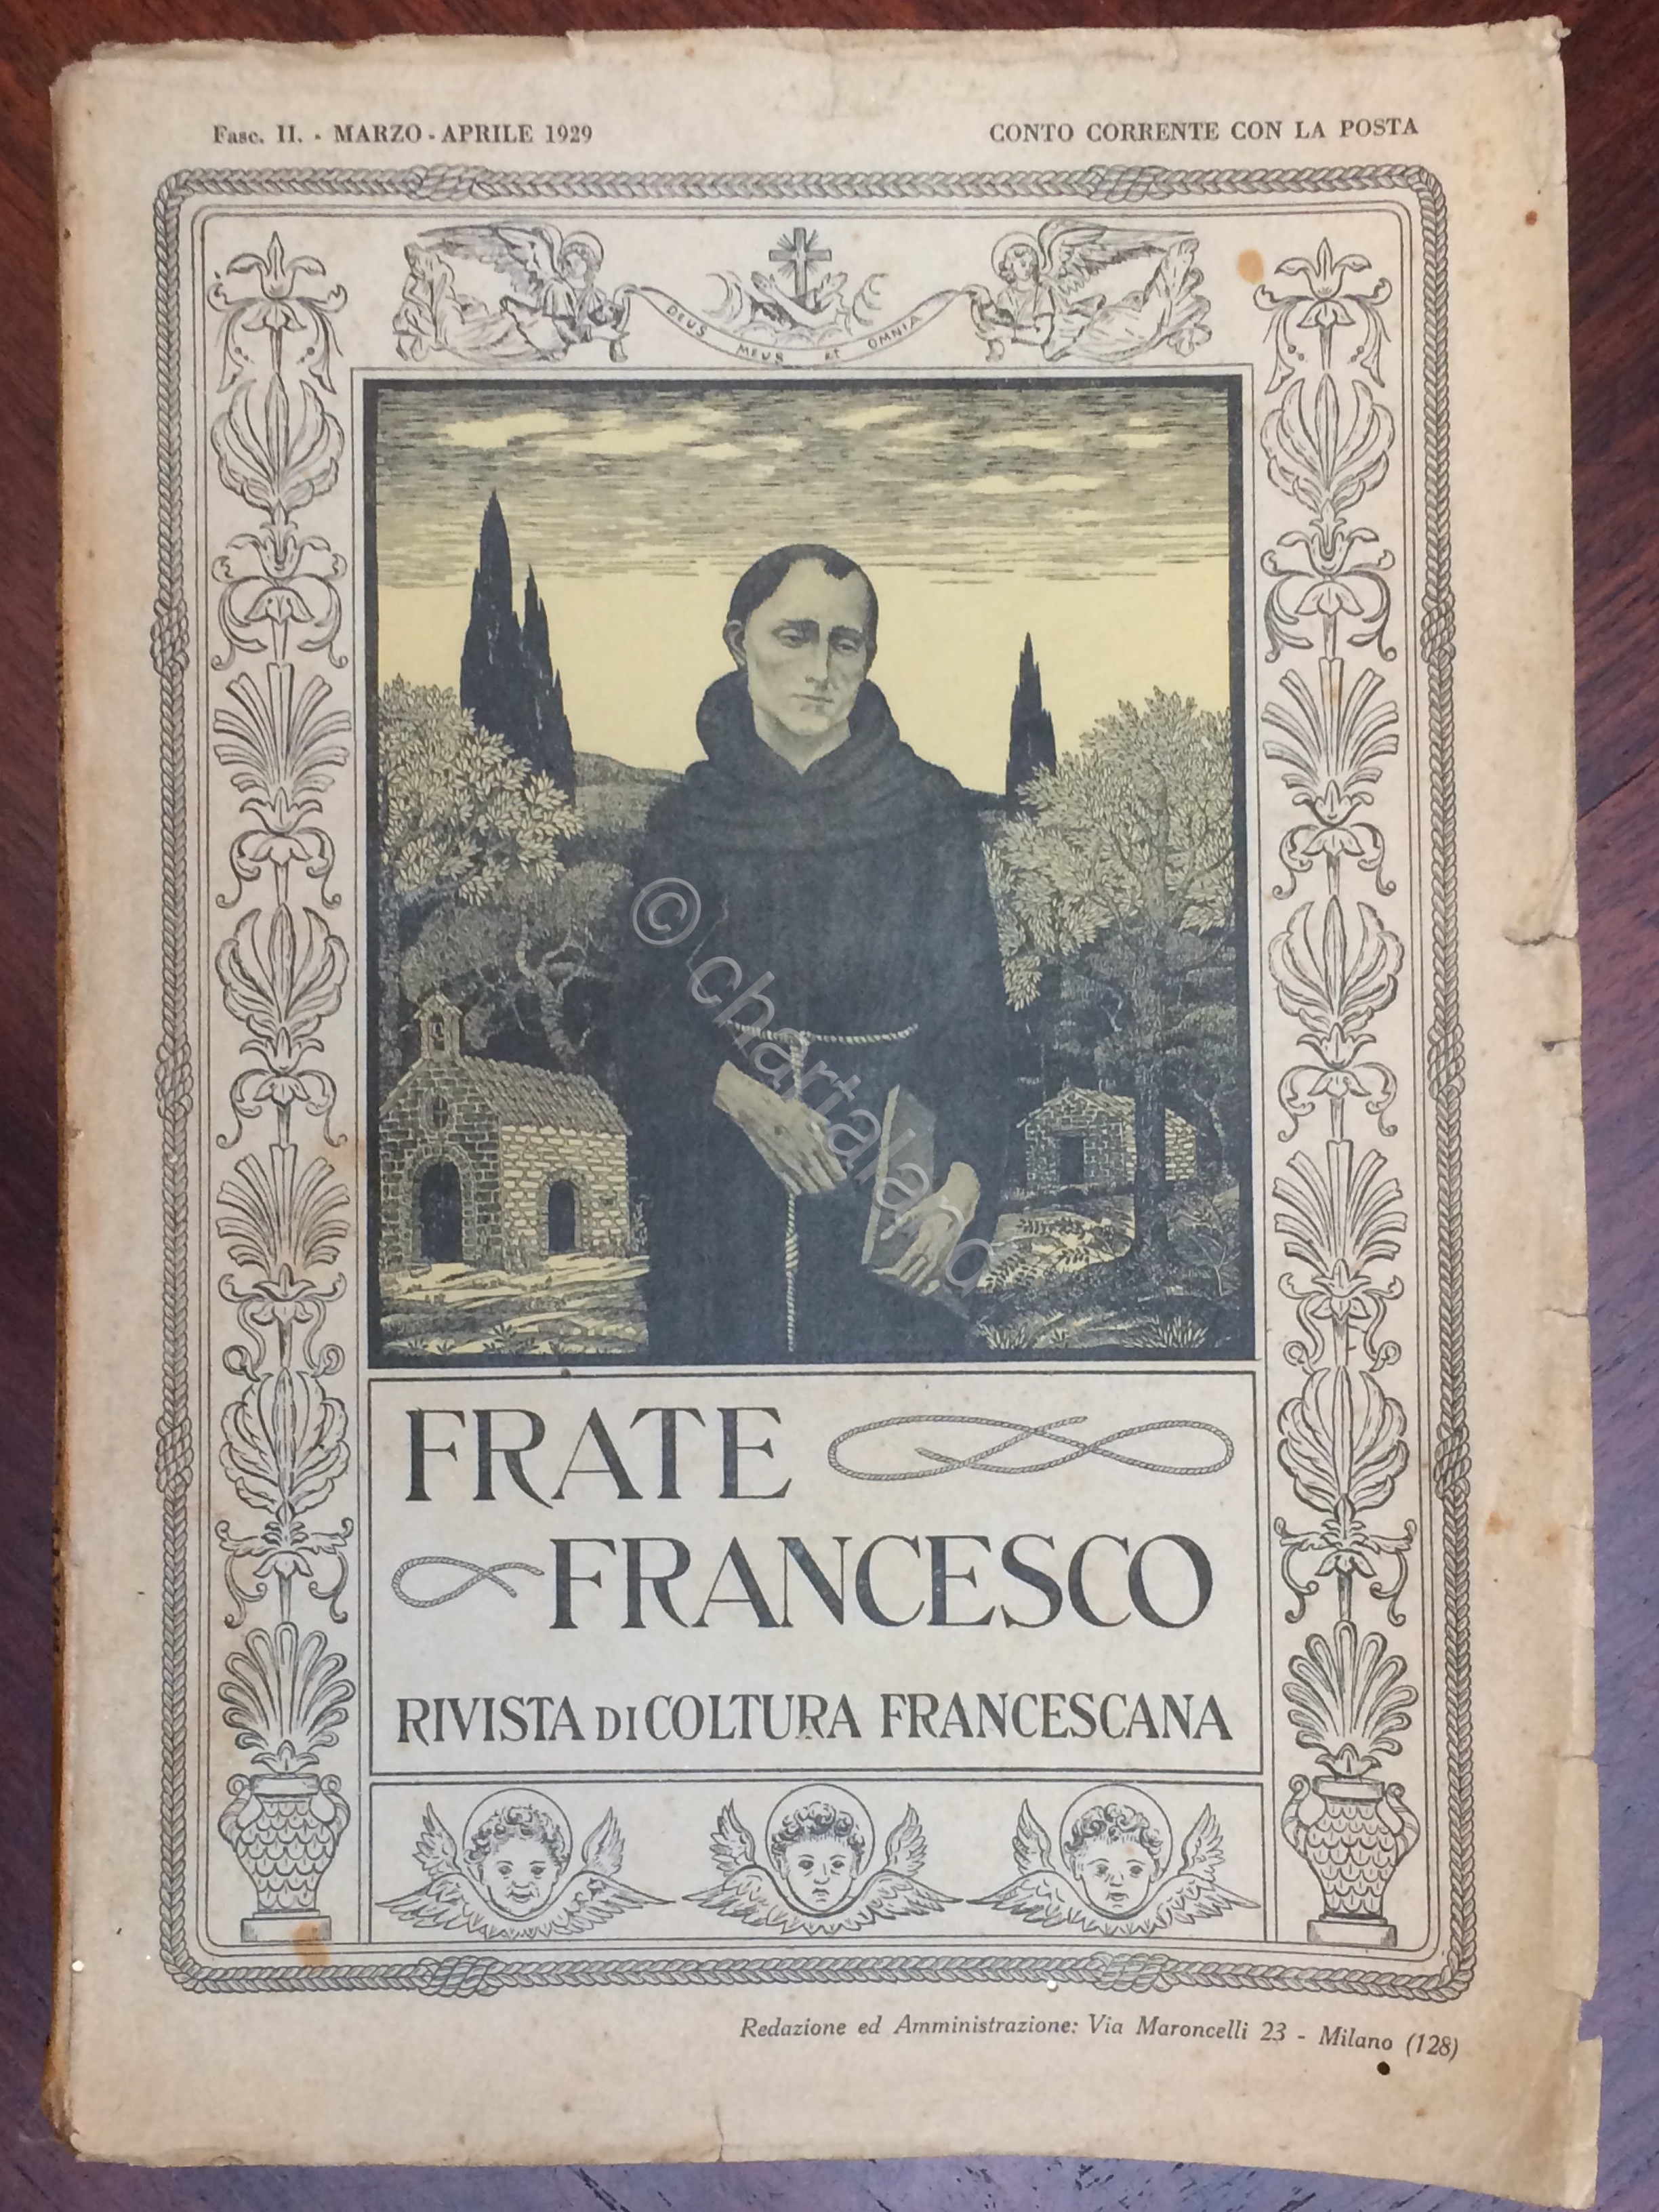 Fasc. II. - MARZO - APRILE 1929
CONTO CORRENTE CON LA POSTA
DEUS MEUS et OMNIA
© chartaland
FRATE
FRANCESCO
RIVISTA DI COLTURA FRANCESCANA
Redazione ed Amministrazione: Via Maroncelli 23 - Milano (128)